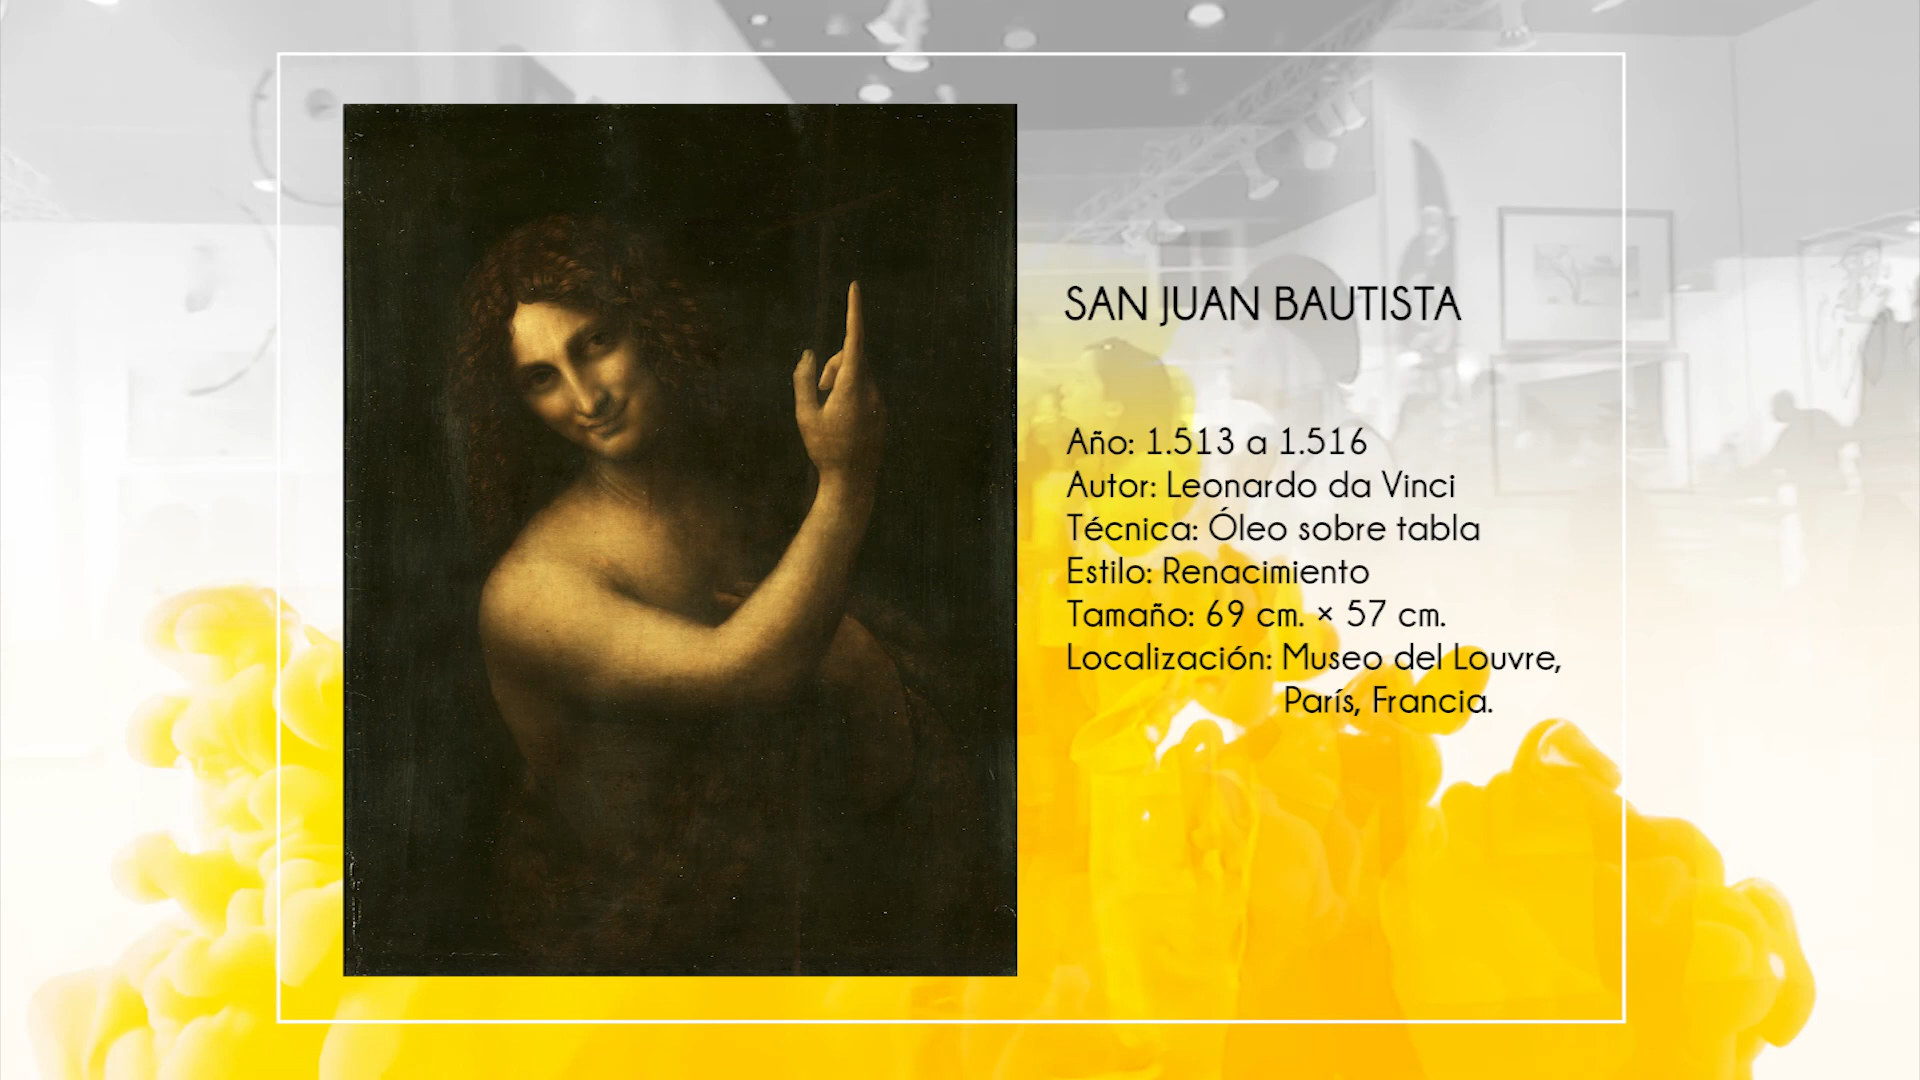 SAN JUAN BAUTISTA
Año: 1.513 a 1.516
Autor: Leonardo da Vinci
Técnica: Óleo sobre tabla
Estilo: Renacimiento
Tamaño: 69 cm. × 57 cm.
Localización: Museo del Louvre,
París, Francia.